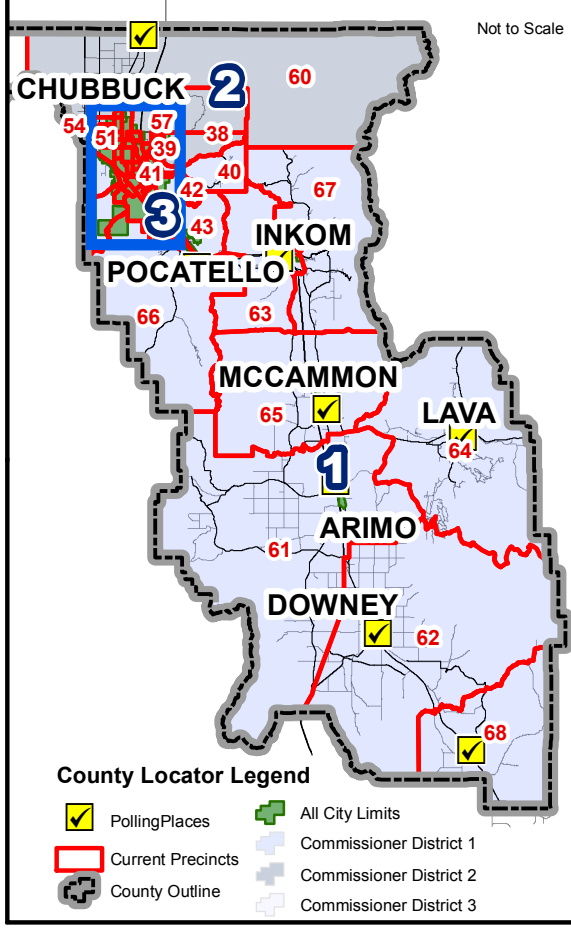 Not to Scale
60
CHUBBUCK
2
54
57
51
38
39
41
40
67
42
3
43
INKOM
POCATELLO
66
63
MCCAMMON
65
LAVA
64
1
ARIMO
61
DOWNEY
62
68
County Locator Legend
PollingPlaces
Current Precincts
County Outline
All City Limits
Commissioner District 1
Commissioner District 2
Commissioner District 3